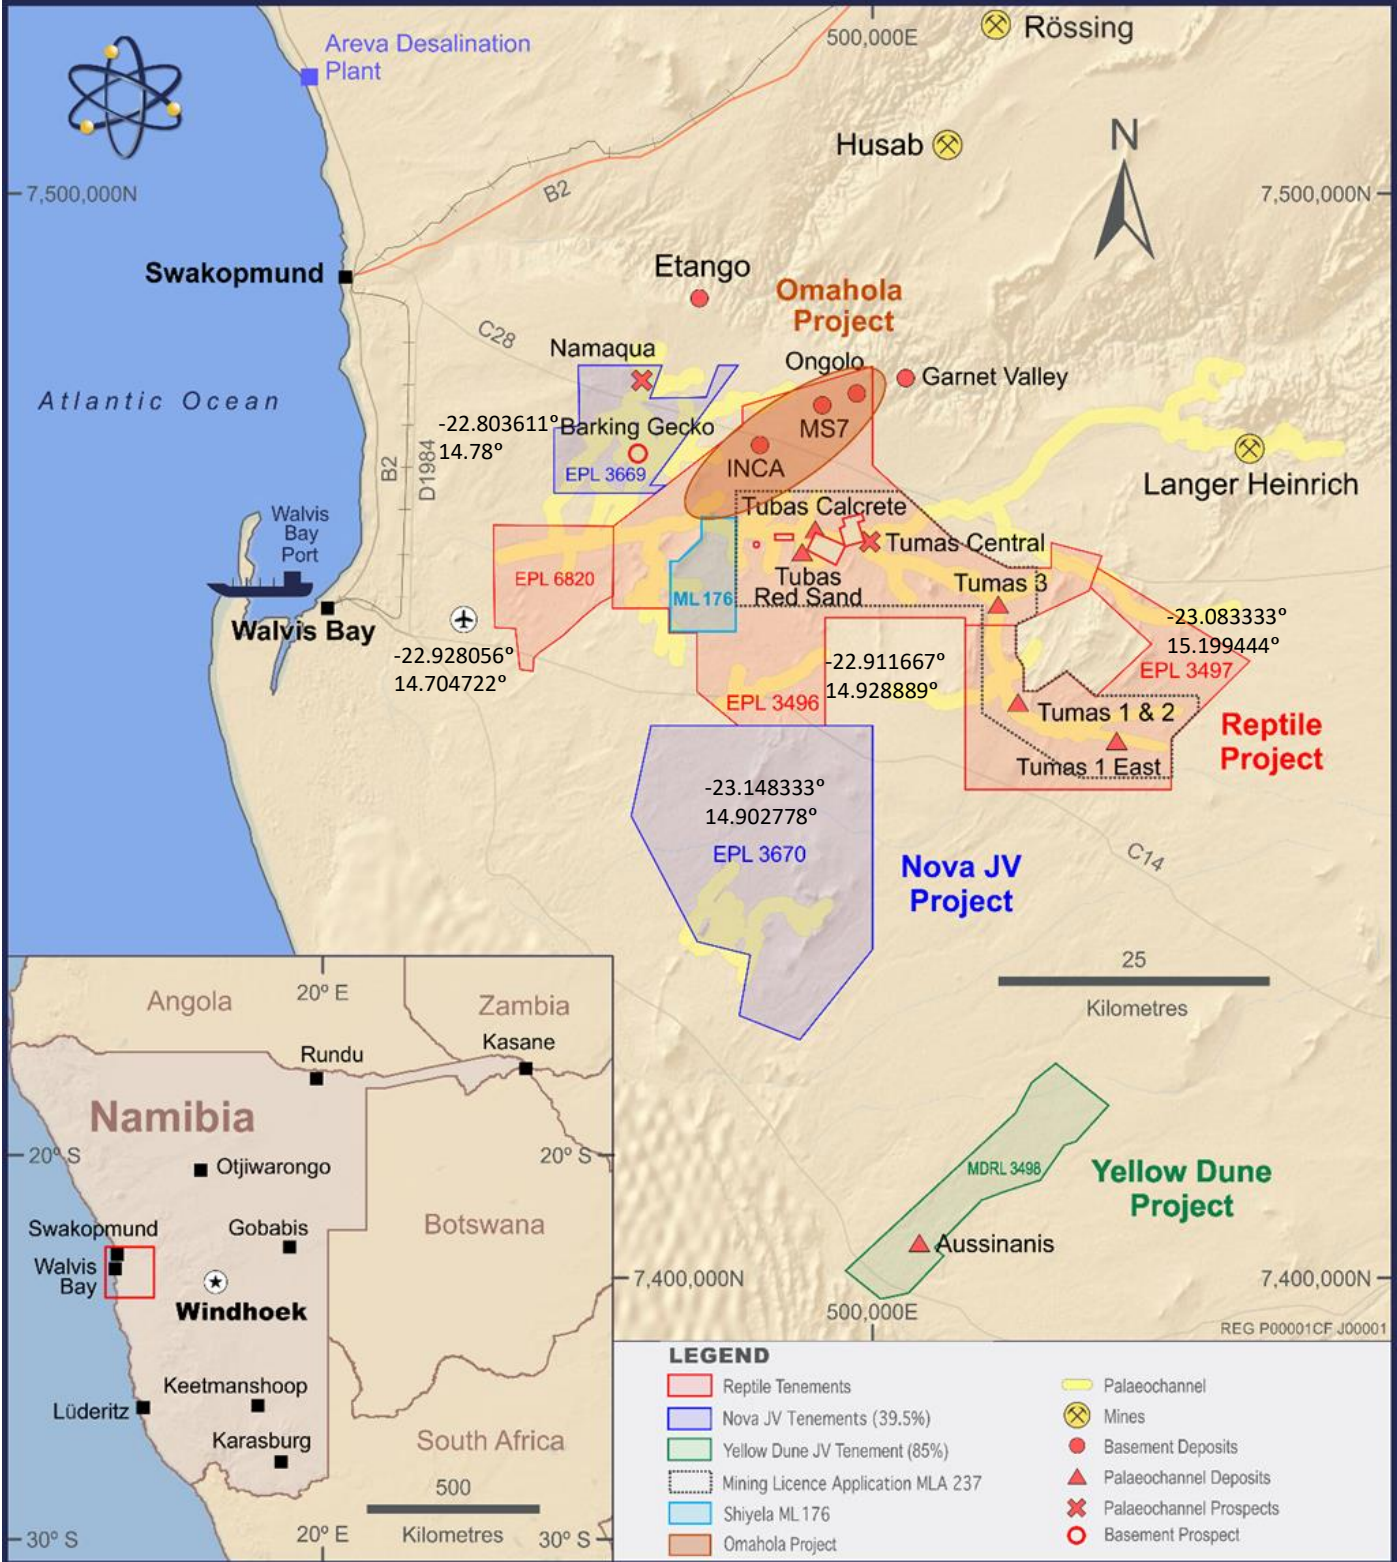 Areva Desalination
Plant
500,000E
Rössing
Husab
N
7,500,000N
7,500,000N
B2
Swakopmund
Etango
Omahola
Project
C28
Namaqua
Ongolo
Garnet Valley
Atlantic Ocean
-22.803611°
14.78°
Barking Gecko
MS7
B2
D1984
EPL 3669
INCA
Langer Heinrich
Walvis
Bay
Port
Tubas Calcrete
Tumas Central
EPL 6820
ML 176
Tubas
Red Sand
Tumas 3
Walvis Bay
-22.928056°
14.704722°
-22.911667°
14.928889°
-23.083333°
15.199444°
EPL 3497
EPL 3496
Tumas 1 & 2
Reptile
Project
Tumas 1 East
-23.148333°
14.902778°
EPL 3670
Nova JV
Project
C14
25
Kilometres
MDRL 3498
Yellow Dune
Project
Aussinanis
7,400,000N
7,400,000N
500,000E
REG P00001CF J00001
Angola
20° E
Zambia
Rundu
Kasane
Namibia
20° S
20° S
Otjiwarongo
Swakopmund
Gobabis
Botswana
Walvis
Bay
Windhoek
Keetmanshoop
Lüderitz
Karasburg
South Africa
500
Kilometres
30° S
20° E
30° S
LEGEND
Reptile Tenements
Nova JV Tenements (39.5%)
Yellow Dune JV Tenement (85%)
Mining Licence Application MLA 237
Shiyela ML 176
Omahola Project
Palaeochannel
Mines
Basement Deposits
Palaeochannel Deposits
Palaeochannel Prospects
Basement Prospect